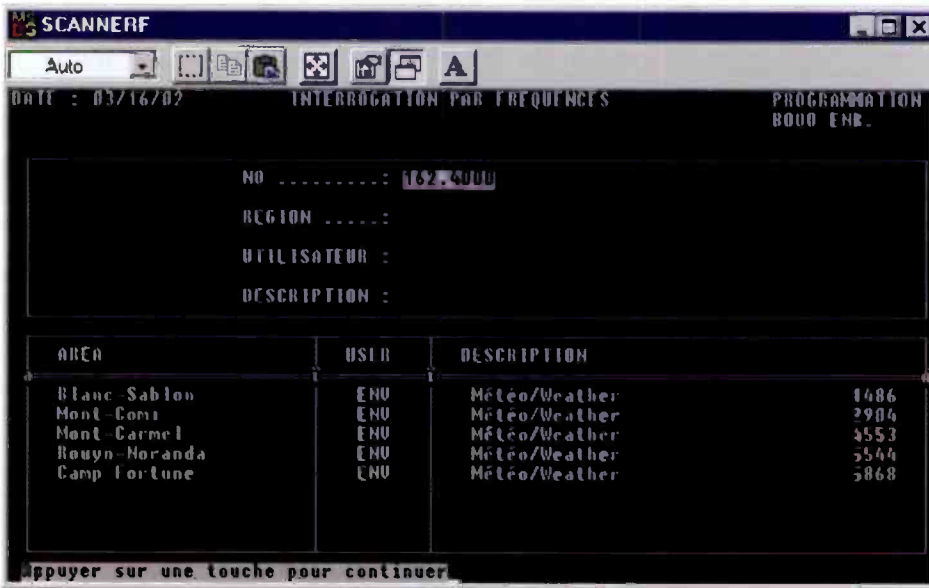 SCANNERF
Auto
A
DATE : 03/16/02 INTERROGATION PAR FREQUENCES PROGRAMMATION
BOUO ENR.
NO .........: 162.4000
REGION .....:
UTILISATEUR :
DESCRIPTION :
AREA USER DESCRIPTION
Blanc-Sablon ENV Météo/Weather 1486
Mont-Comi ENV Météo/Weather 2904
Mont-Carmel ENV Météo/Weather 4553
Rouyn-Noranda ENV Météo/Weather 5544
Camp Fortune ENV Météo/Weather 5868
Appuyer sur une touche pour continuer